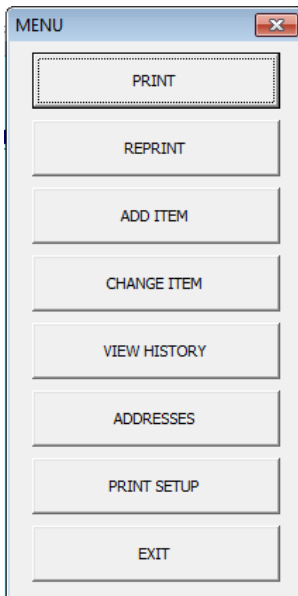 MENU
PRINT
REPRINT
ADD ITEM
CHANGE ITEM
VIEW HISTORY
ADDRESSES
PRINT SETUP
EXIT